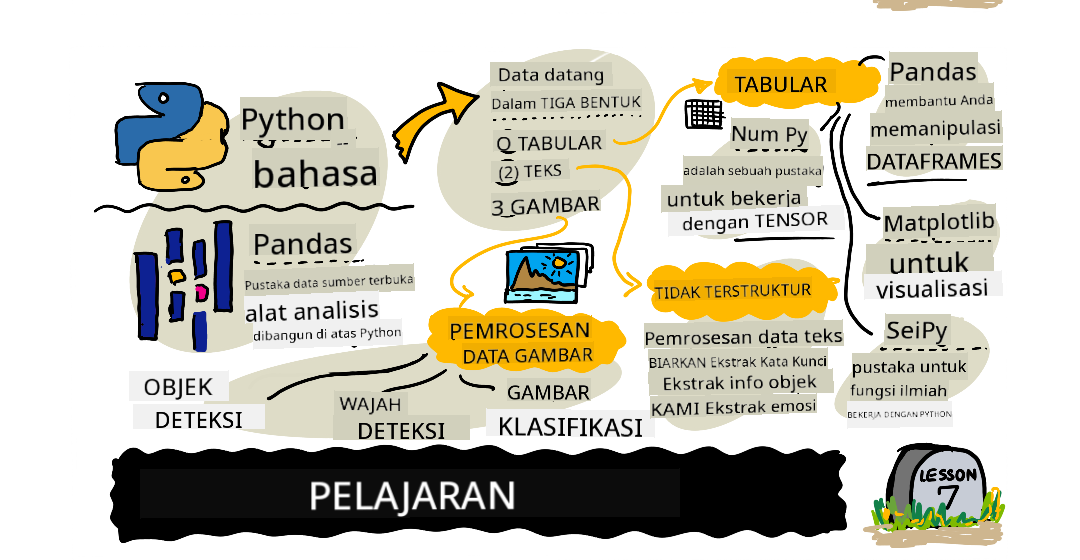 Python
bahasa
Pandas
Pustaka data sumber terbuka
alat analisis
dibangun di atas Python
Data datang
Dalam TIGA BENTUK
Q TABULAR
(2) TEKS
3 GAMBAR
TABULAR
Num Py
adalah sebuah pustaka
untuk bekerja
dengan TENSOR
Pandas
membantu Anda
memanipulasi
DATAFRAMES
Matplotlib
untuk
visualisasi
SeiPy
pustaka untuk
fungsi ilmiah
BEKERJA DENGAN PYTHON
TIDAK TERSTRUKTUR
Pemrosesan data teks
BIARKAN Ekstrak Kata Kunci
Ekstrak info objek
KAMI Ekstrak emosi
PEMROSESAN
DATA GAMBAR
OBJEK
DETEKSI
WAJAH
DETEKSI
GAMBAR
KLASIFIKASI
PELAJARAN
LESSON
7